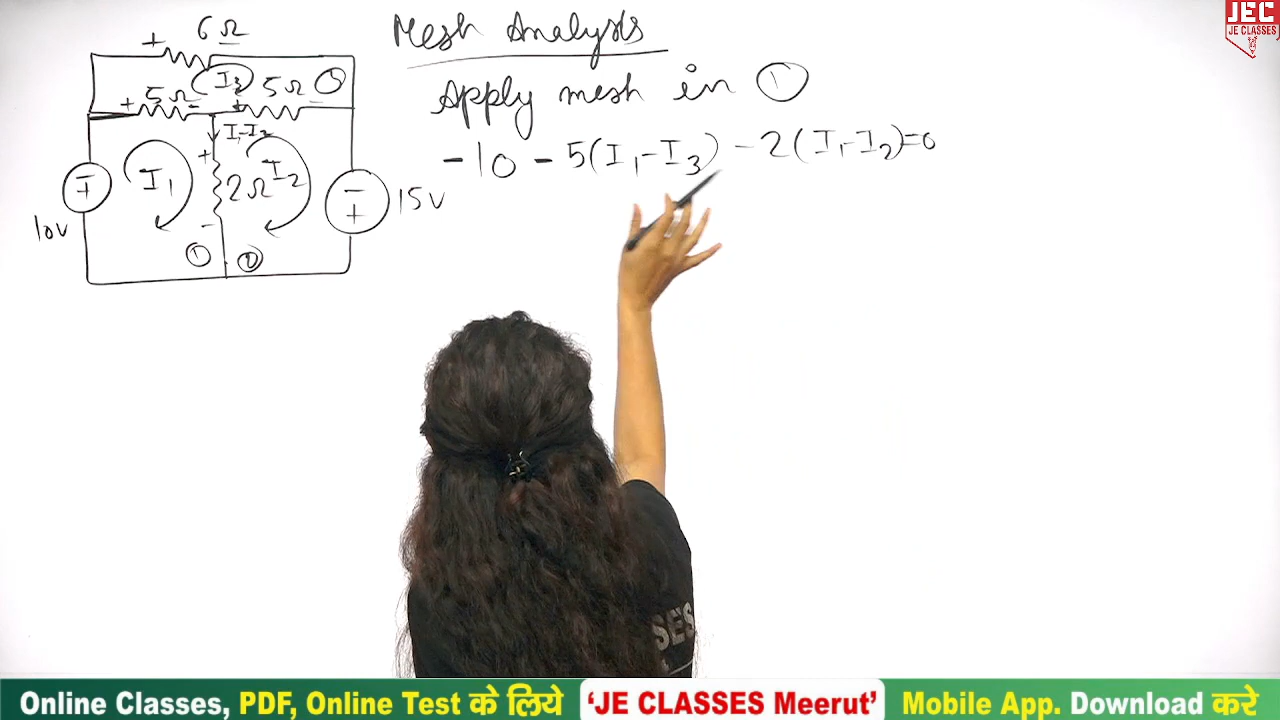 Mesh Analysis
Apply mesh in ①
-10 - 5(I₁-I₃) - 2(I₁-I₂)=0
+ 6Ω -
I₃
+ 5Ω - + 5Ω -
I₁-I₂
I₁ + 2Ω - I₂
10V - + 15V
①
JEC
JE CLASSES
SES
Online Classes, PDF, Online Test के लिये 'JE CLASSES Meerut' Mobile App. Download करे